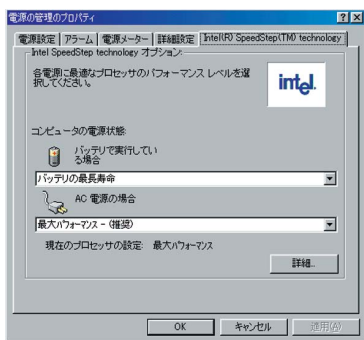 電源の管理のプロパティ
電源設定 アラーム 電源メーター 詳細設定 Intel(R) SpeedStep(TM) technology
Intel SpeedStep technology オプション
各電源に最適なプロセッサのパフォーマンス レベルを選
択してください。
intel.
コンピュータの電源状態:
バッテリで実行してい
る場合
バッテリの最長寿命
AC 電源の場合
最大パフォーマンス - (推奨)
現在のプロセッサの設定: 最大パフォーマンス
詳細...
OK キャンセル 適用(A)